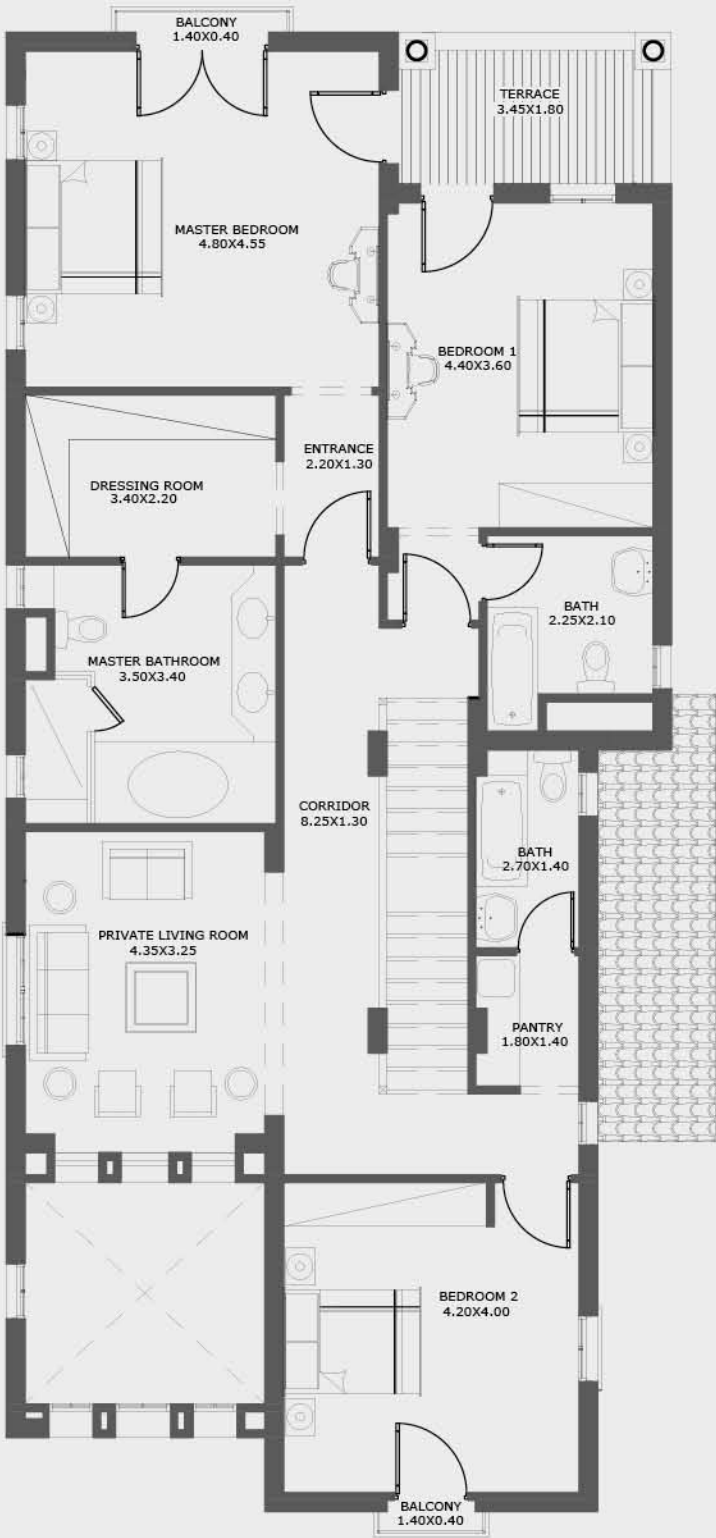 BALCONY
1.40X0.40
TERRACE
3.45X1.80
MASTER BEDROOM
4.80X4.55
BEDROOM 1
4.40X3.60
ENTRANCE
2.20X1.30
DRESSING ROOM
3.40X2.20
BATH
2.25X2.10
MASTER BATHROOM
3.50X3.40
CORRIDOR
8.25X1.30
BATH
2.70X1.40
PRIVATE LIVING ROOM
4.35X3.25
PANTRY
1.80X1.40
BEDROOM 2
4.20X4.00
BALCONY
1.40X0.40